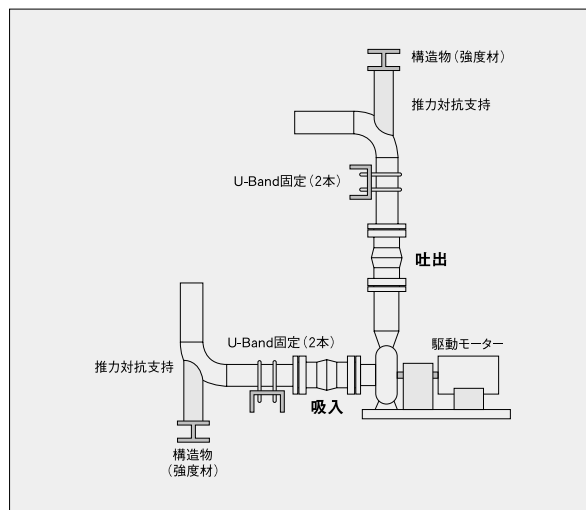 構造物(強度材)
推力対抗支持
U-Band固定(2本)
吐出
U-Band固定(2本)
駆動モーター
推力対抗支持
吸入
構造物
(強度材)